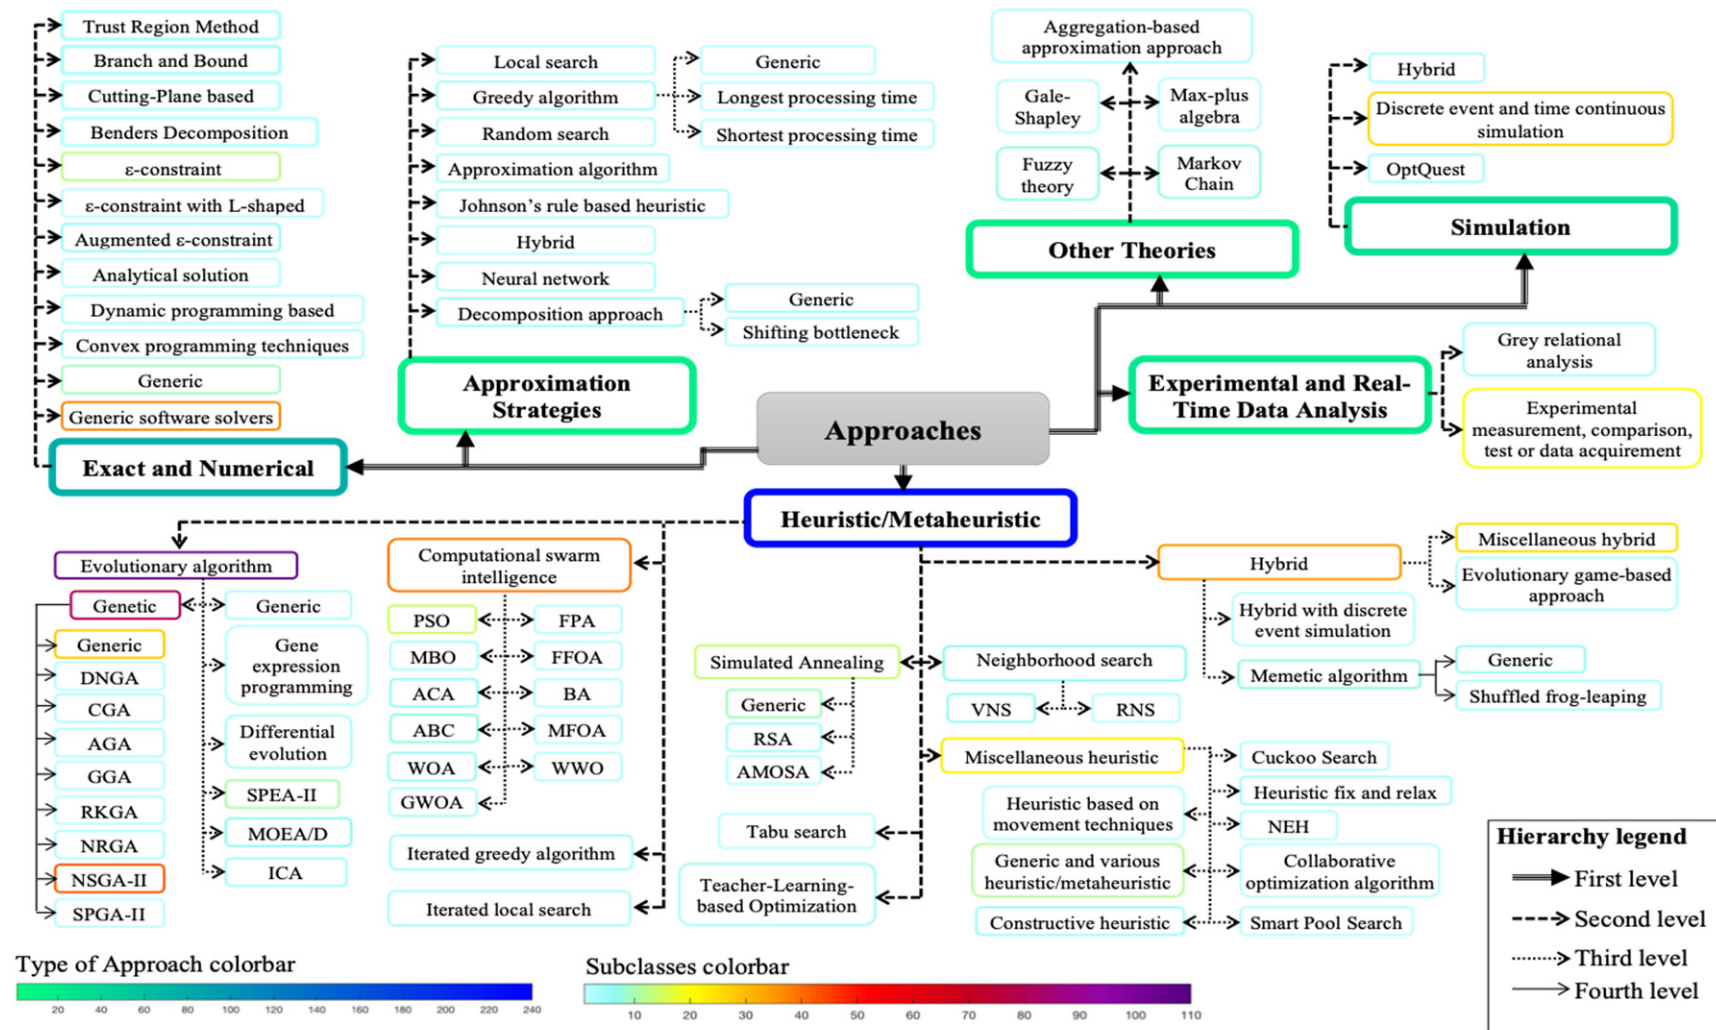 Trust Region Method
Branch and Bound
Cutting-Plane based
Benders Decomposition
ε-constraint
ε-constraint with L-shaped
Augmented ε-constraint
Analytical solution
Dynamic programming based
Convex programming techniques
Generic
Generic software solvers
Exact and Numerical
Local search
Greedy algorithm
Random search
Approximation algorithm
Johnson's rule based heuristic
Hybrid
Neural network
Decomposition approach
Generic
Longest processing time
Shortest processing time
Generic
Shifting bottleneck
Approximation
Strategies
Aggregation-based
approximation approach
Gale-
Shapley
Max-plus
algebra
Fuzzy
theory
Markov
Chain
Other Theories
Hybrid
Discrete event and time continuous
simulation
OptQuest
Simulation
Experimental and Real-
Time Data Analysis
Grey relational
analysis
Experimental
measurement, comparison,
test or data acquirement
Approaches
Heuristic/Metaheuristic
Evolutionary algorithm
Genetic
Generic
DNGA
CGA
AGA
GGA
RKGA
NRGA
NSGA-II
SPGA-II
Generic
Gene
expression
programming
Differential
evolution
SPEA-II
MOEA/D
ICA
Computational swarm
intelligence
PSO
FPA
MBO
FFOA
ACA
BA
ABC
MFOA
WOA
WWO
GWOA
Iterated greedy algorithm
Iterated local search
Simulated Annealing
Generic
RSA
AMOSA
Tabu search
Teacher-Learning-
based Optimization
Neighborhood search
VNS
RNS
Miscellaneous heuristic
Heuristic based on
movement techniques
Generic and various
heuristic/metaheuristic
Constructive heuristic
Cuckoo Search
Heuristic fix and relax
NEH
Collaborative
optimization algorithm
Smart Pool Search
Hybrid
Miscellaneous hybrid
Evolutionary game-based
approach
Hybrid with discrete
event simulation
Memetic algorithm
Generic
Shuffled frog-leaping
Hierarchy legend
First level
Second level
Third level
Fourth level
Type of Approach colorbar
20 40 60 80 100 120 140 160 180 200 220 240
Subclasses colorbar
10 20 30 40 50 60 70 80 90 100 110